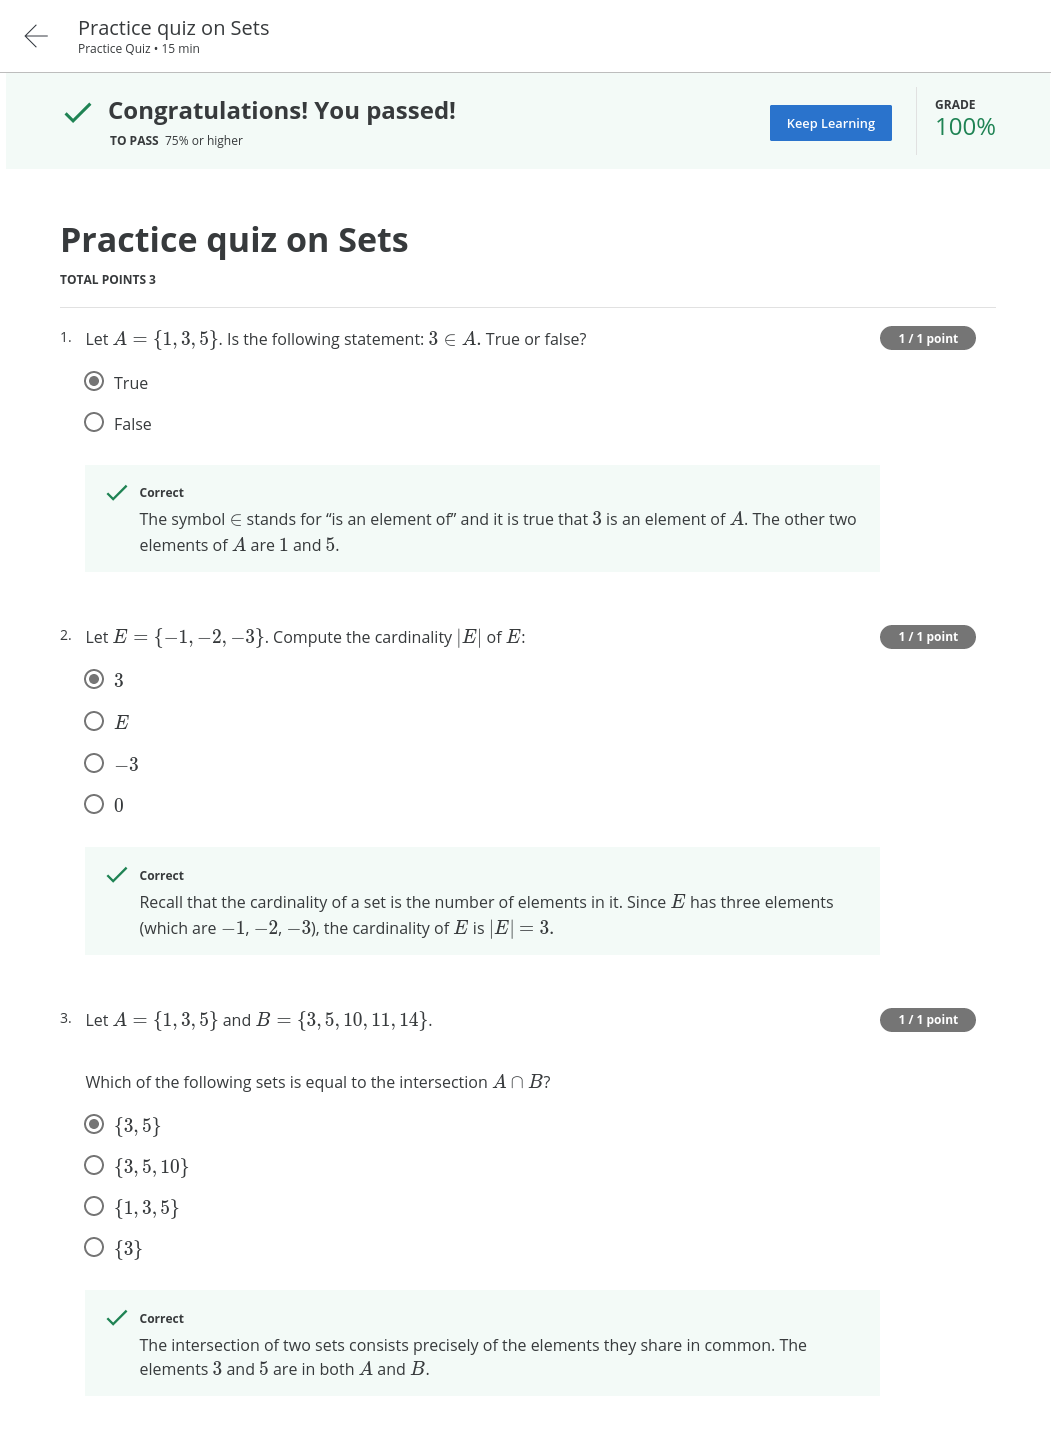 Practice quiz on Sets
Practice Quiz • 15 min
Congratulations! You passed!
TO PASS 75% or higher
Keep Learning
GRADE
100%
Practice quiz on Sets
TOTAL POINTS 3
1. Let A = {1, 3, 5}. Is the following statement: 3 ∈ A. True or false?
1 / 1 point
True
False
Correct
The symbol ∈ stands for “is an element of” and it is true that 3 is an element of A. The other two
elements of A are 1 and 5.
2. Let E = {−1, −2, −3}. Compute the cardinality |E| of E:
1 / 1 point
3
E
−3
0
Correct
Recall that the cardinality of a set is the number of elements in it. Since E has three elements
(which are −1, −2, −3), the cardinality of E is |E| = 3.
3. Let A = {1, 3, 5} and B = {3, 5, 10, 11, 14}.
1 / 1 point
Which of the following sets is equal to the intersection A ∩ B?
{3, 5}
{3, 5, 10}
{1, 3, 5}
{3}
Correct
The intersection of two sets consists precisely of the elements they share in common. The
elements 3 and 5 are in both A and B.